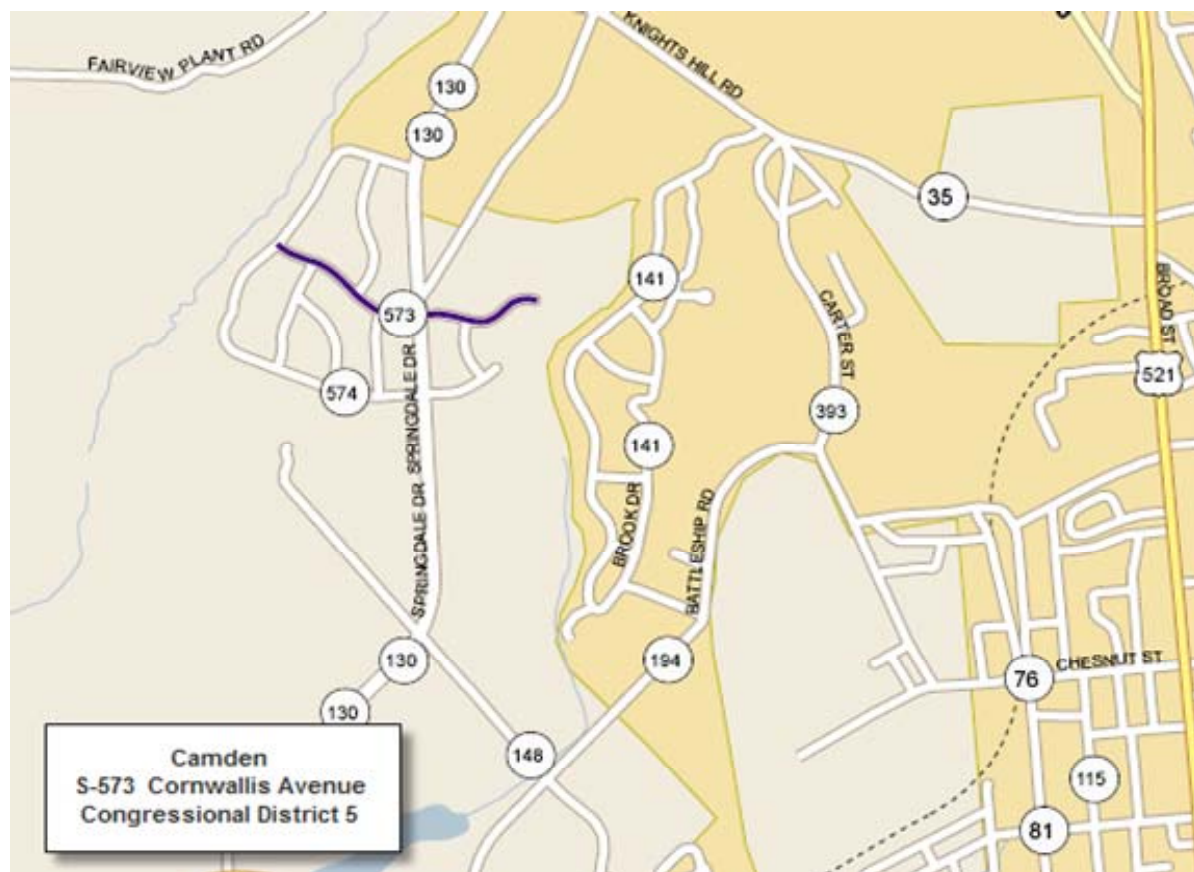 FAIRVIEW PLANT RD
KNIGHTS HILL RD
130
130
35
141
573
CARTER ST
BROAD ST
521
574
393
SPRINGDALE DR
SPRINGDALE DR
141
BROOK DR
BATTLESHIP RD
130
194
CHESNUT ST
76
130
148
115
81
Camden
S-573 Cornwallis Avenue
Congressional District 5